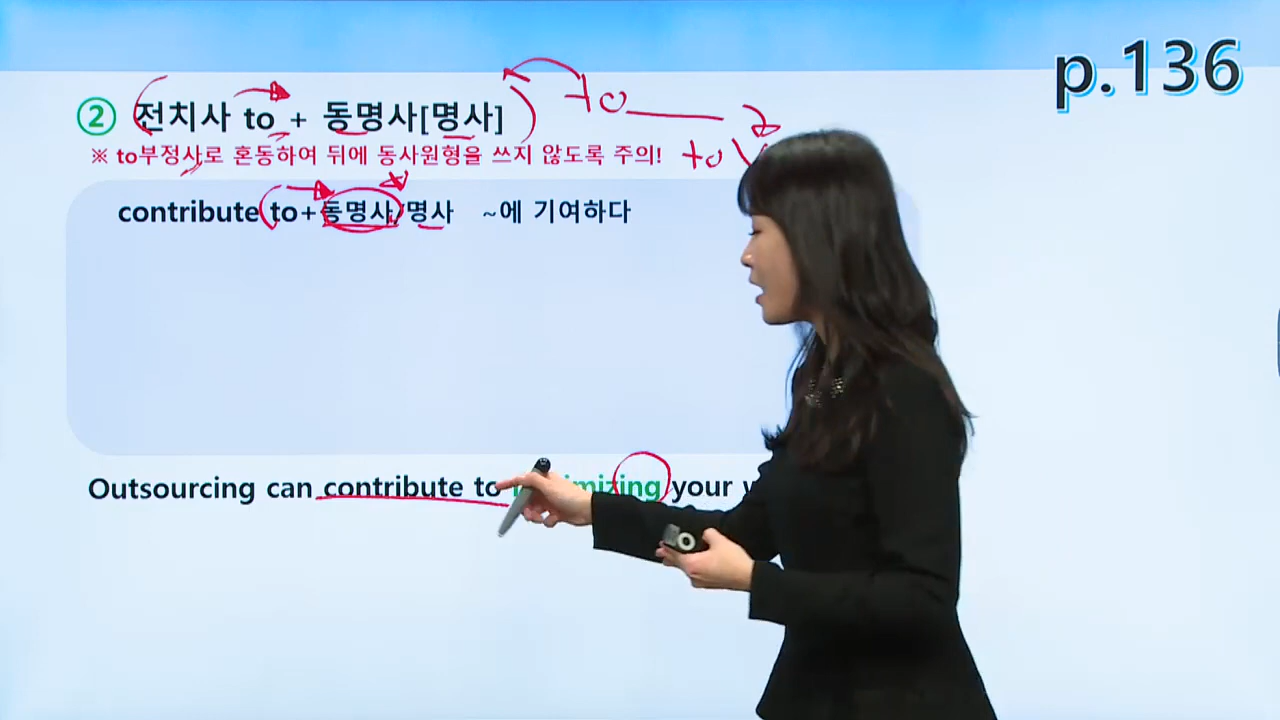 p.136
② 전치사 to + 동명사[명사]
to
※ to부정사로 혼동하여 뒤에 동사원형을 쓰지 않도록 주의!
to
contribute to+동명사/명사 ~에 기여하다
Outsourcing can contribute to your